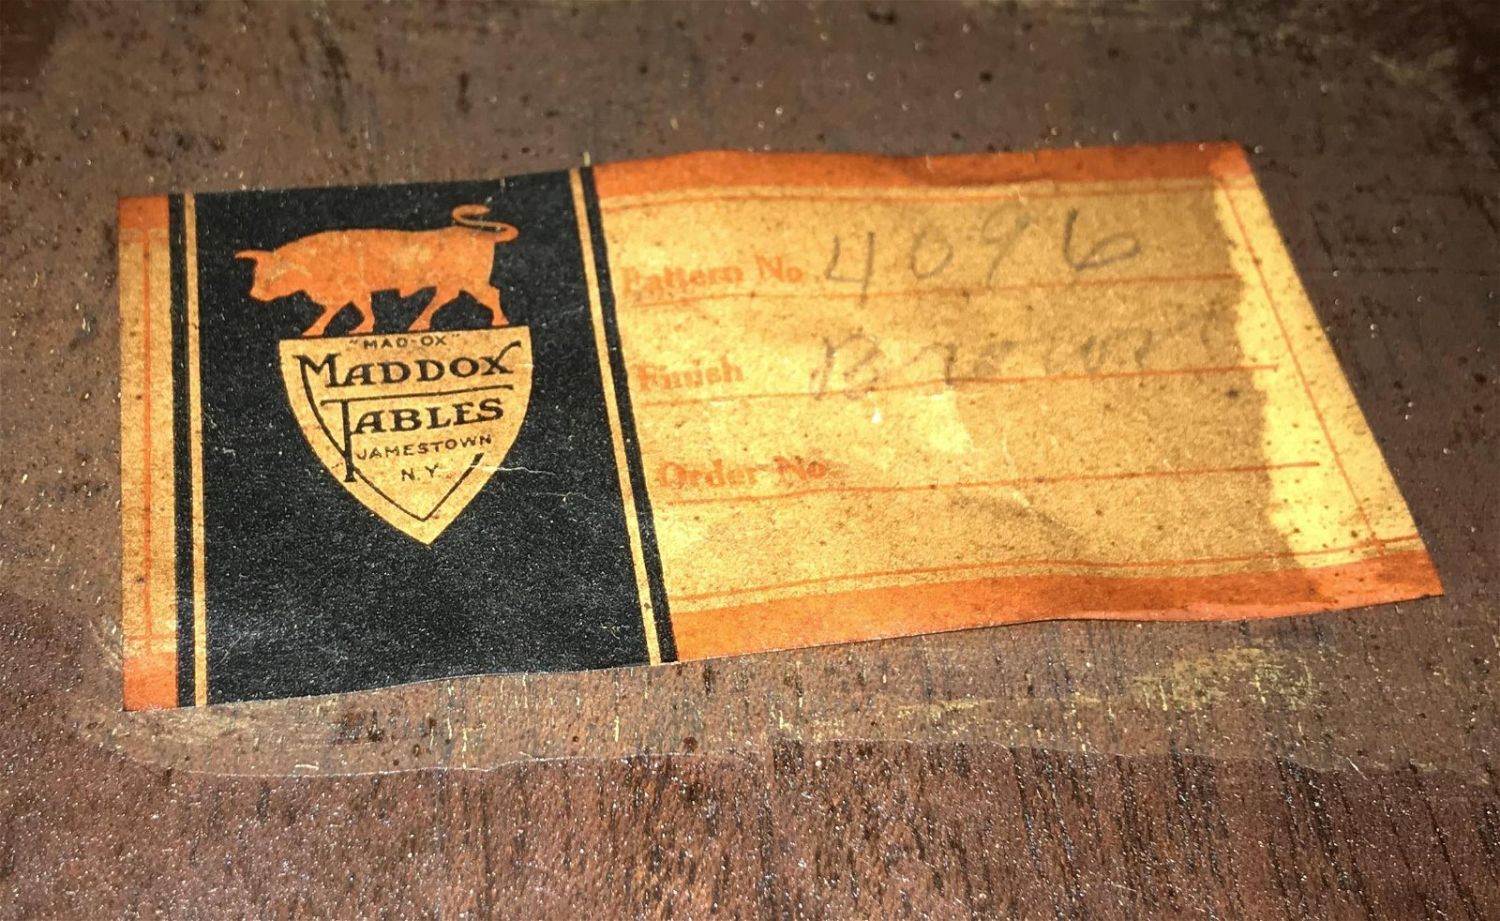 "MAD-OX"
MADDOX
TABLES
JAMESTOWN
N.Y.
Pattern No 4096
Finish
Order No